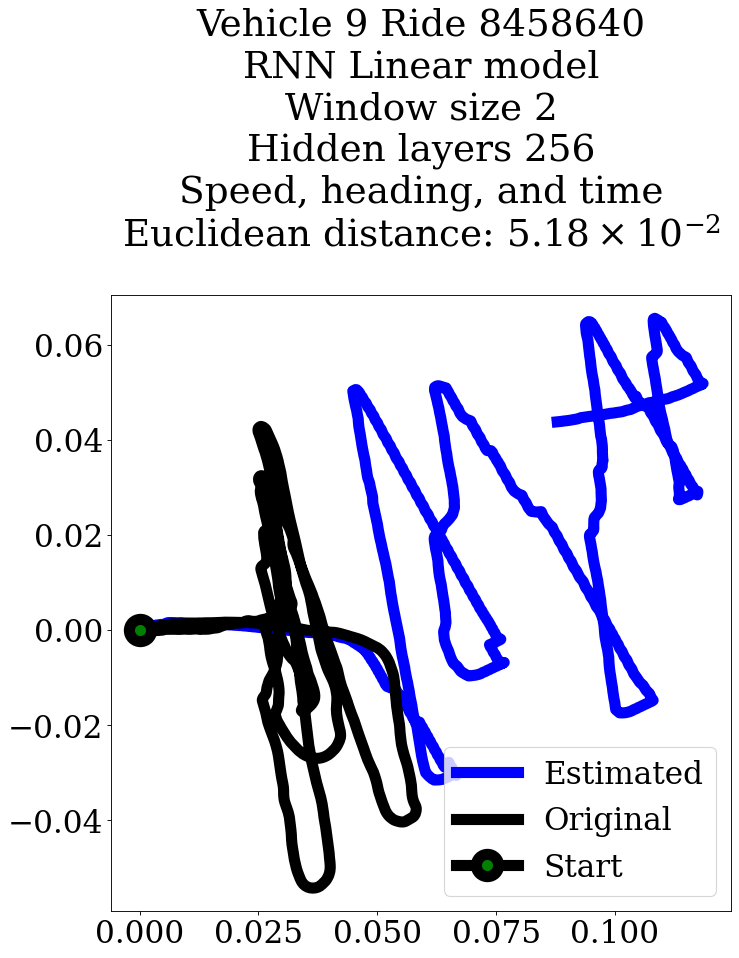 Vehicle 9 Ride 8458640
RNN Linear model
Window size 2
Hidden layers 256
Speed, heading, and time
Euclidean distance: 5.18 × 10⁻²
0.06
0.04
0.02
0.00
−0.02
−0.04
Estimated
Original
Start
0.000 0.025 0.050 0.075 0.100